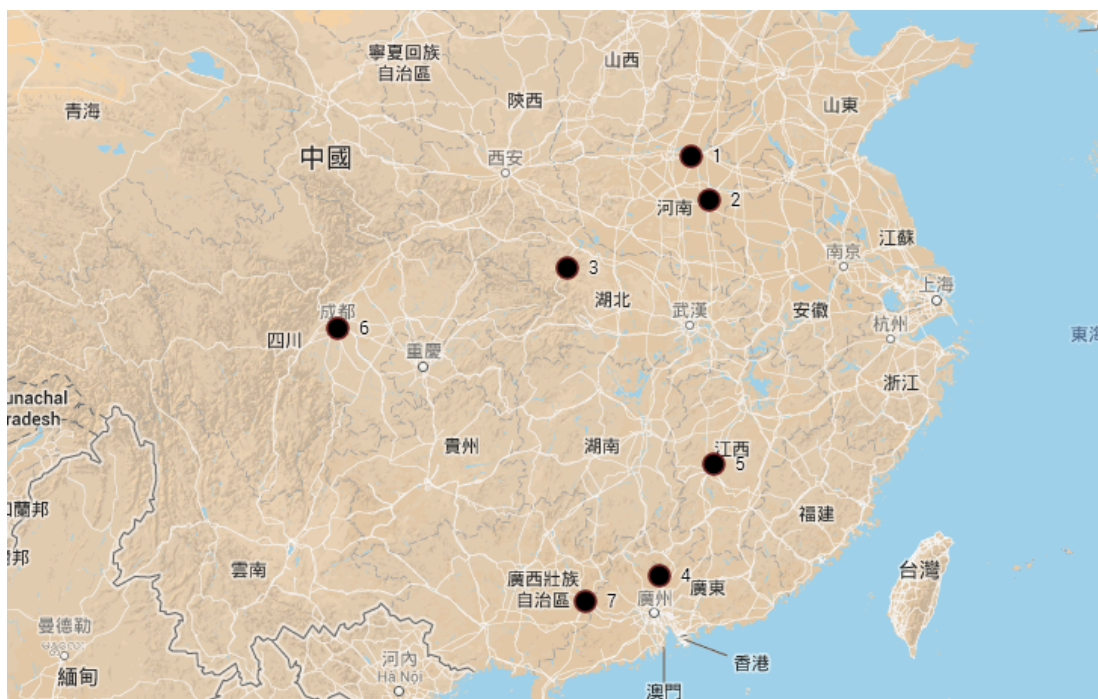 寧夏回族
自治區
山西
山東
青海
陝西
中國
西安
1
河南
2
江蘇
南京
3
湖北
上海
安徽
武漢
成都
6
四川
杭州
東海
重慶
浙江
unachal
radesh
貴州
湖南
江西
5
福建
雲南
台灣
廣西壯族
自治區
4
廣東
7
廣州
曼德勒
河內
Hà Nội
香港
緬甸
澳門